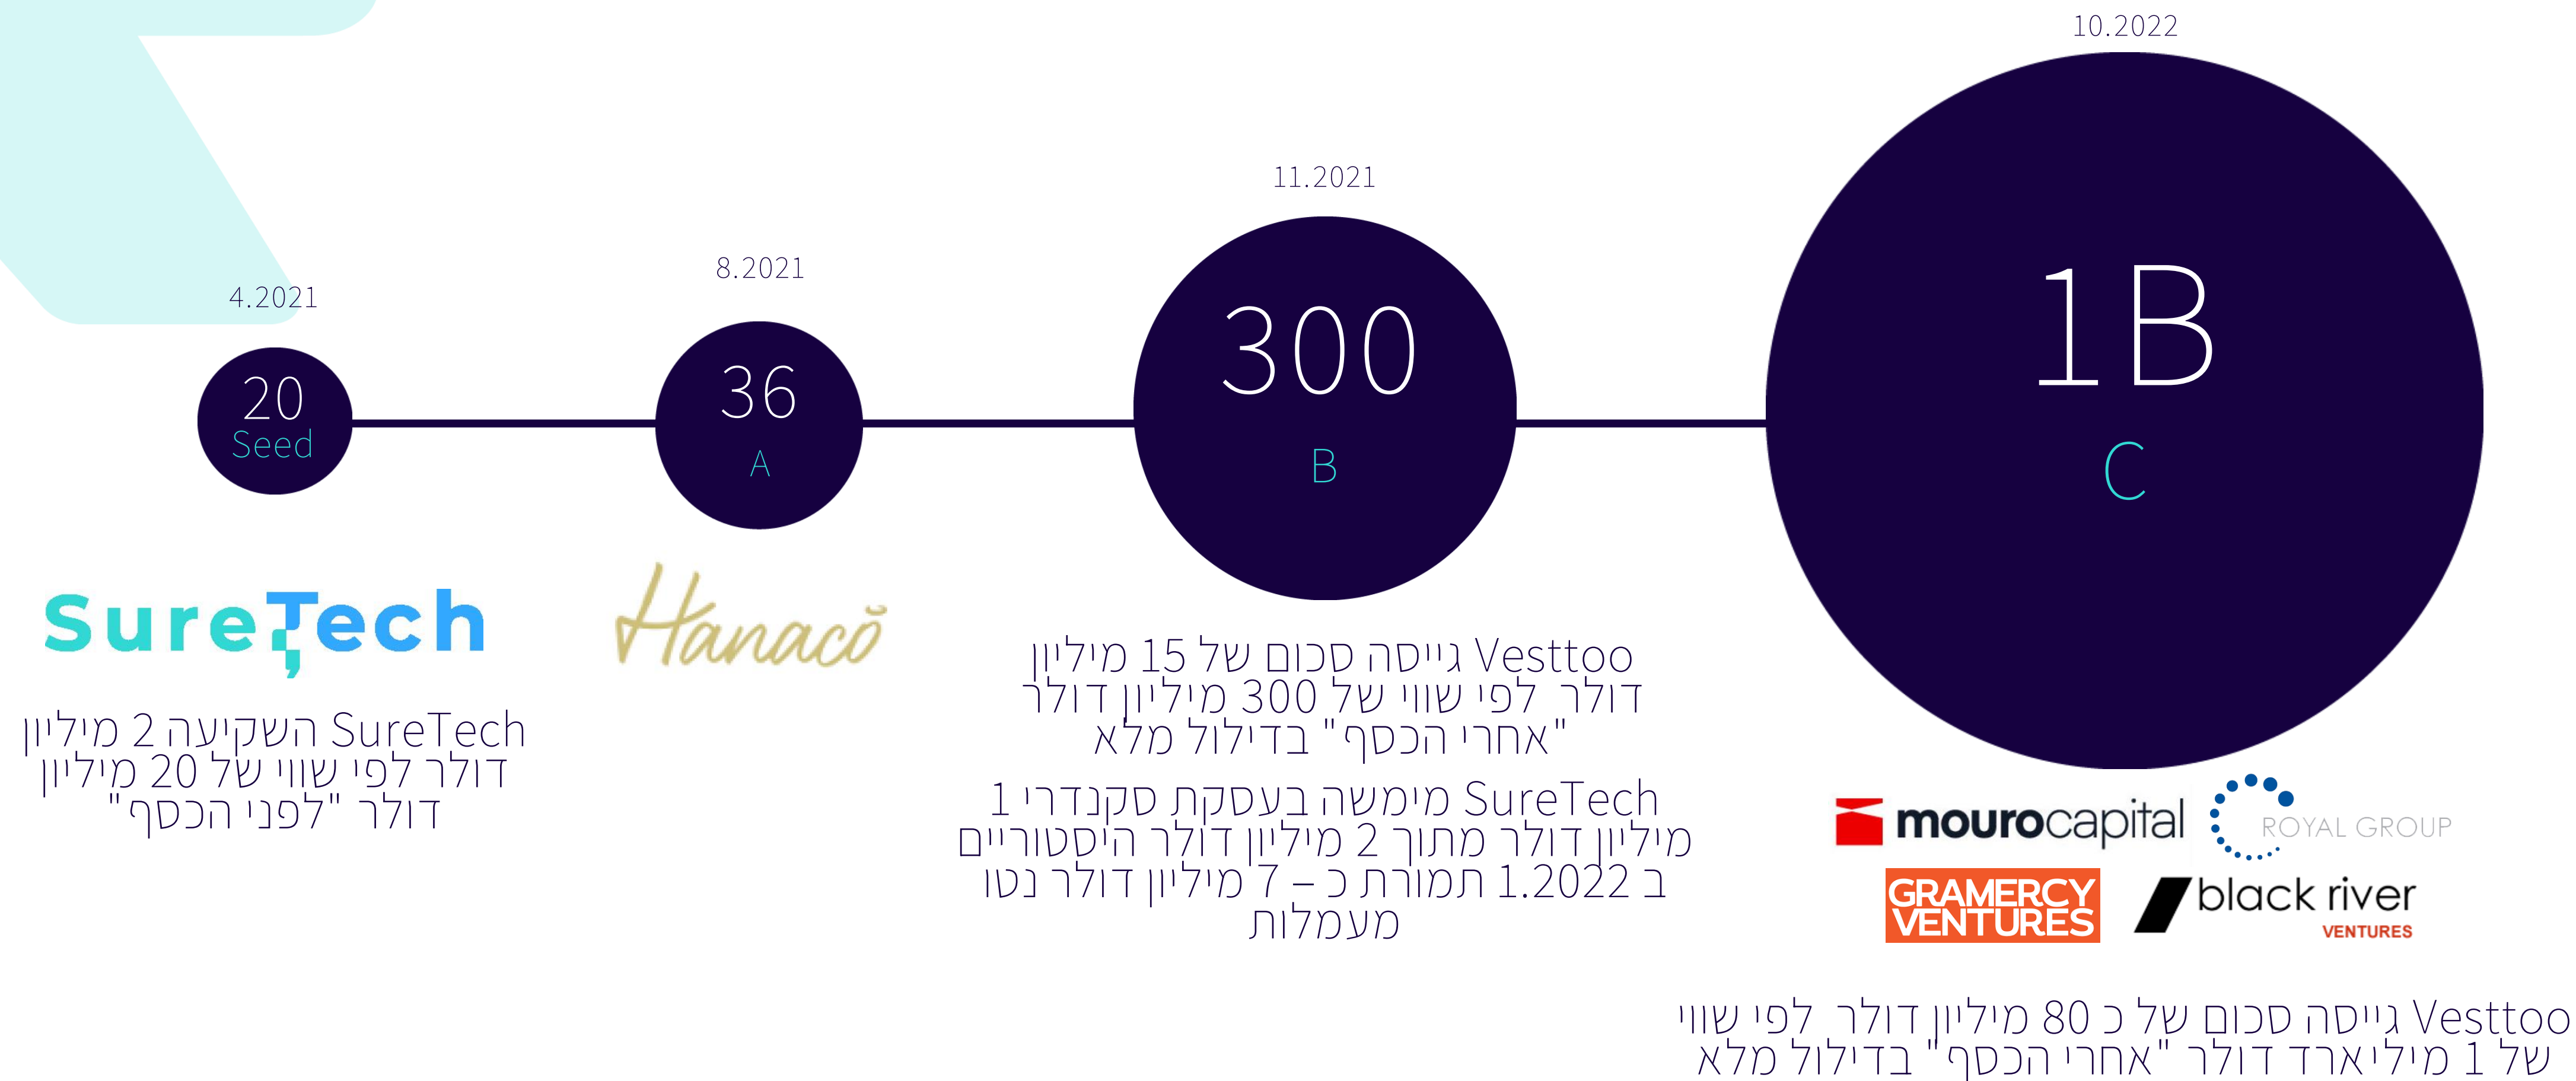 4.2021
20
Seed
SureTech
SureTech השקיעה 2 מיליון
דולר לפי שווי של 20 מיליון
דולר "לפני הכסף"
8.2021
36
A
Hanaco
11.2021
300
B
Vesttoo גייסה סכום של 15 מיליון
דולר לפי שווי של 300 מיליון דולר
"אחרי הכסף" בדילול מלא
SureTech מימשה בעסקת סקנדרי 1
מיליון דולר מתוך 2 מיליון דולר היסטוריים
ב 1.2022 תמורת כ – 7 מיליון דולר נטו
מעמלות
10.2022
1B
C
mourocapital
ROYAL GROUP
GRAMERCY
VENTURES
black river
VENTURES
Vesttoo גייסה סכום של כ 80 מיליון דולר לפי שווי
של 1 מיליארד דולר "אחרי הכסף" בדילול מלא